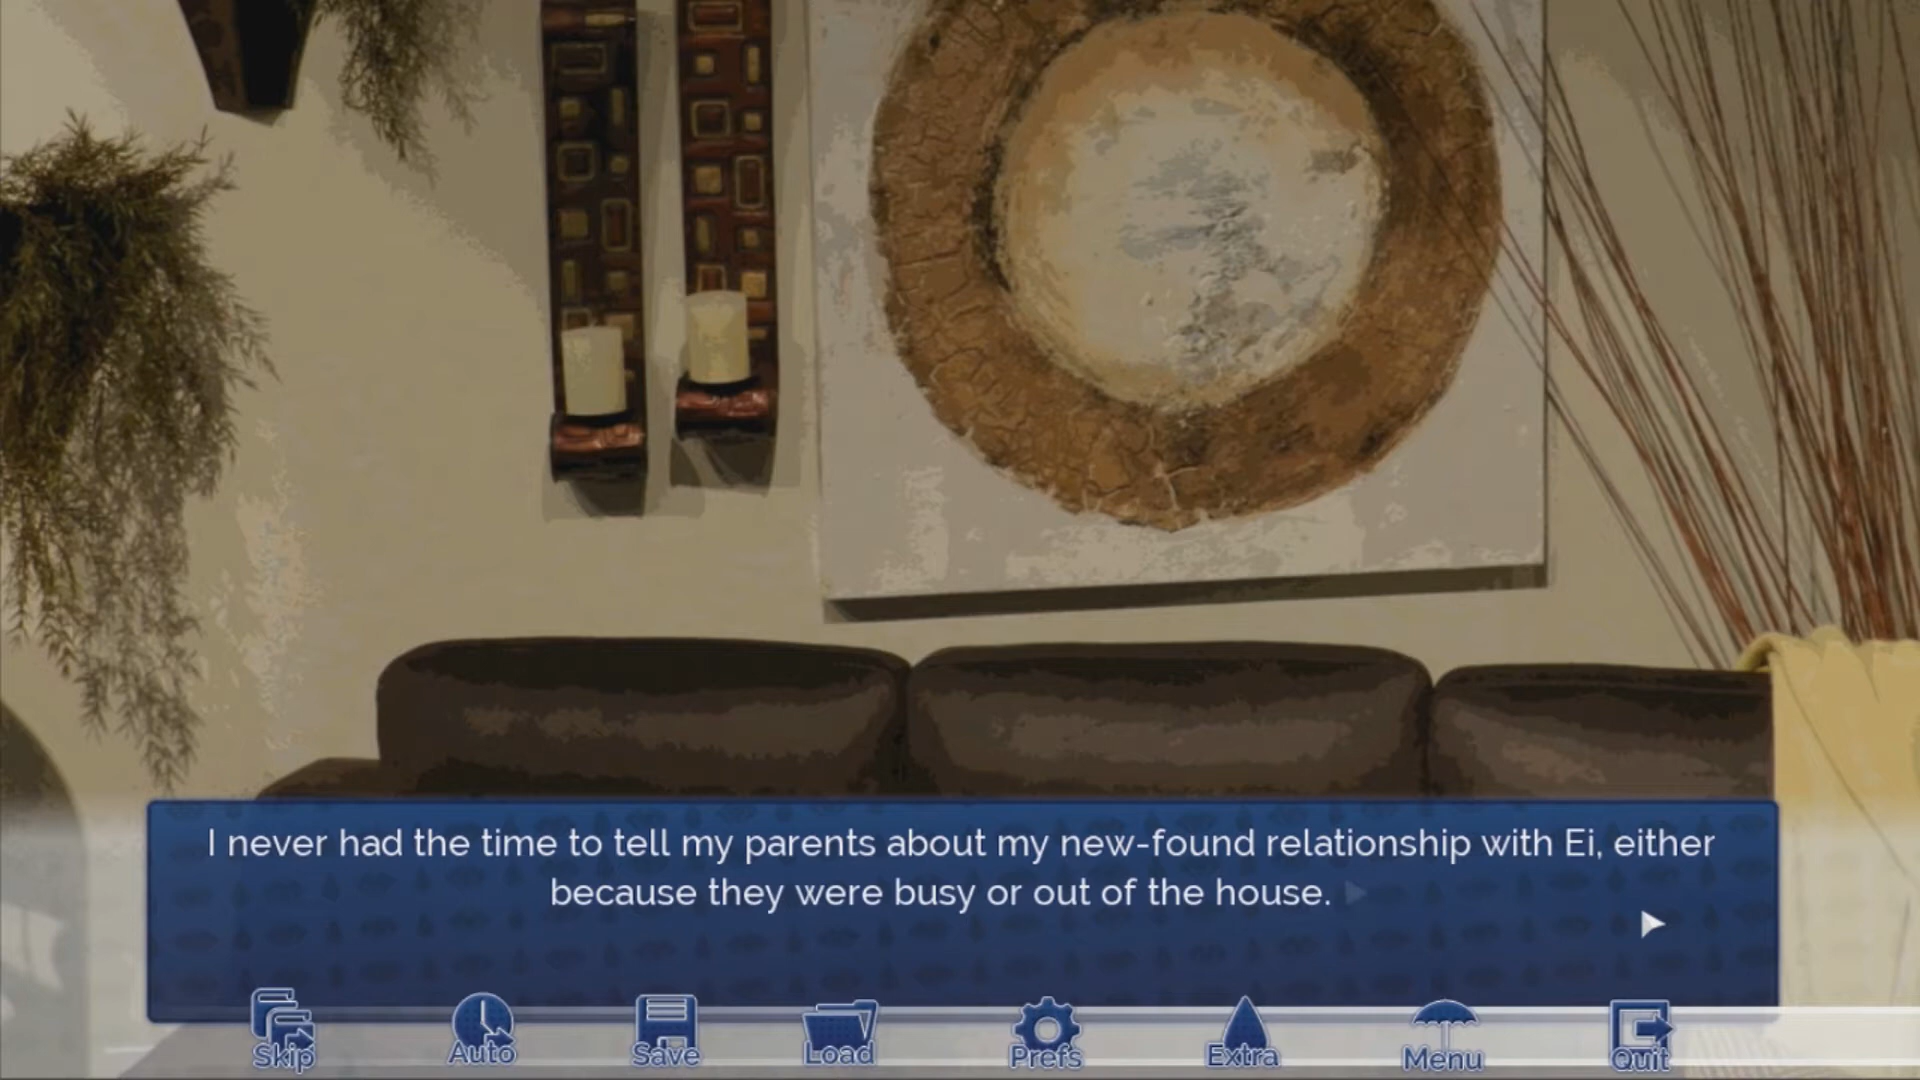 I never had the time to tell my parents about my new-found relationship with Ei, either
because they were busy or out of the house.
Skip Auto Save Load Prefs Extra Menu Quit